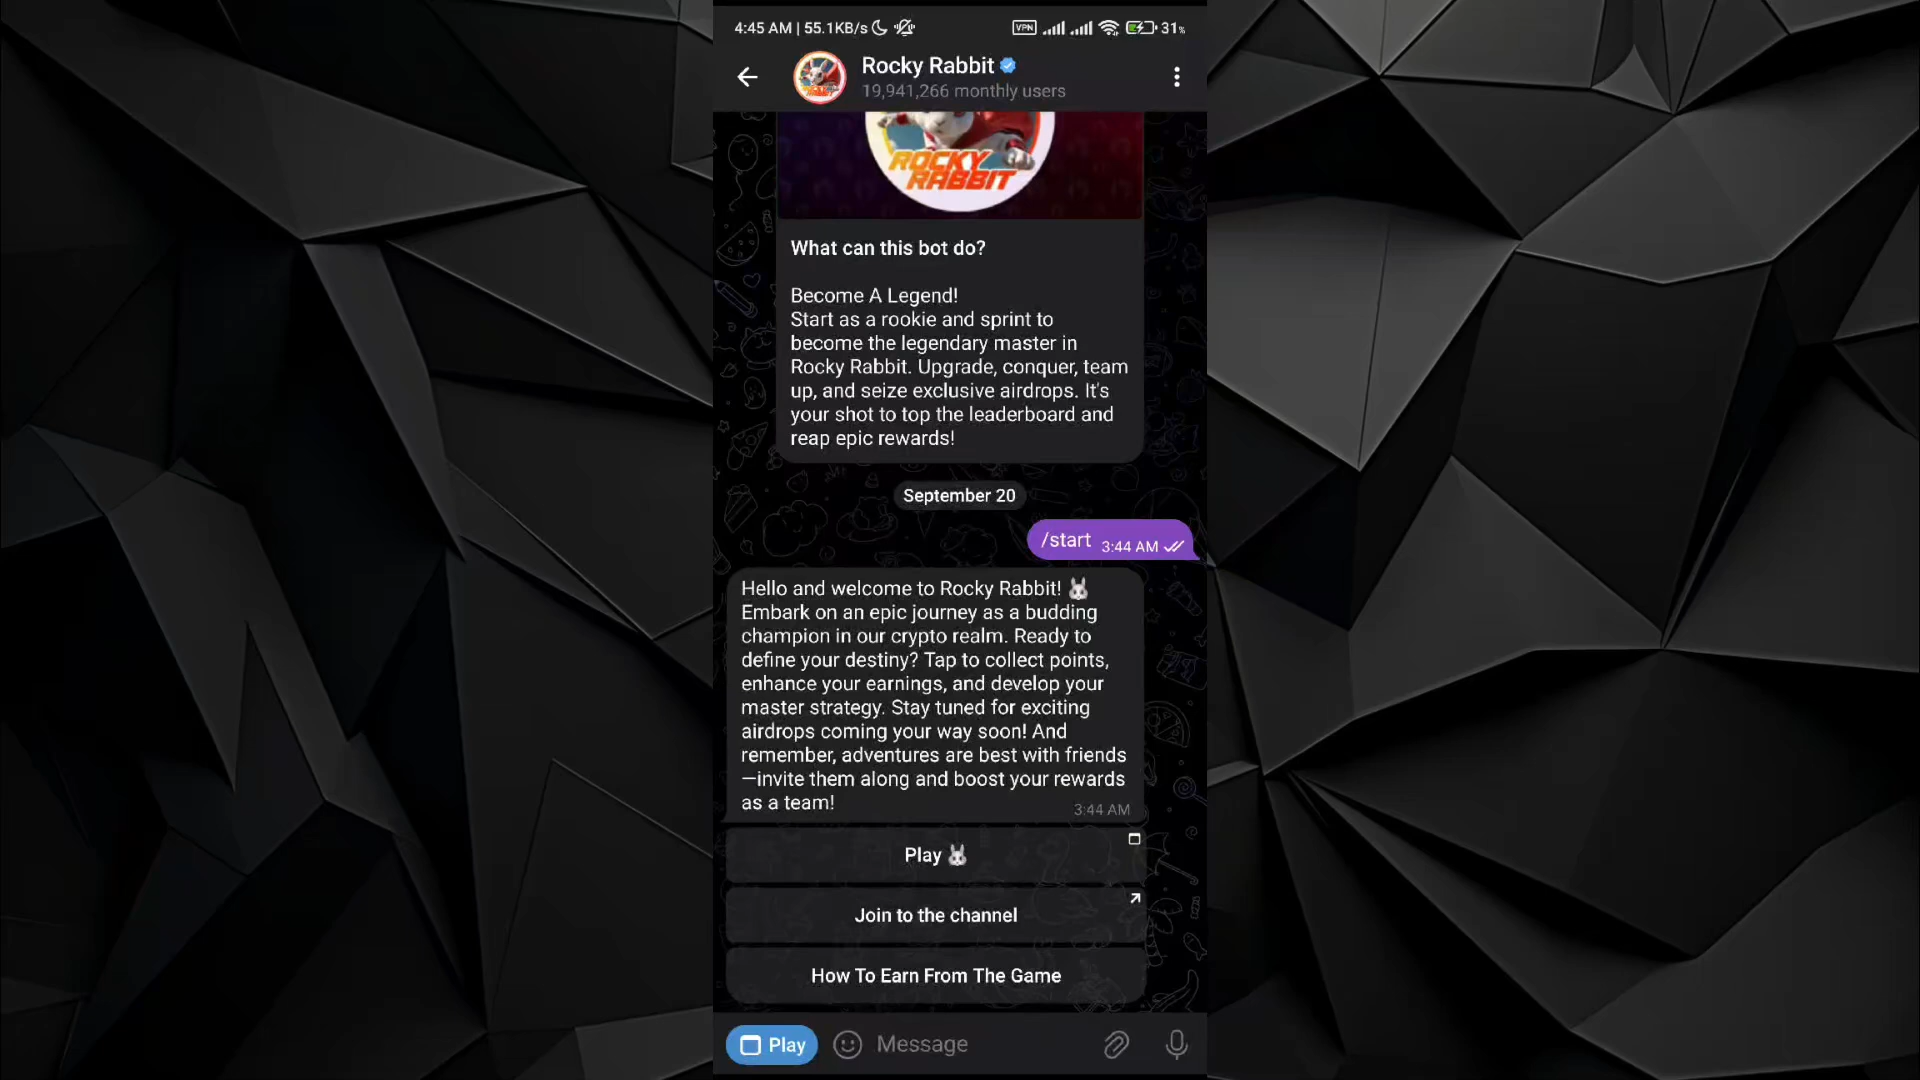 4:45 AM | 55.1KB/s VPN 31%
Rocky Rabbit
19,941,266 monthly users
ROCKY
RABBIT
What can this bot do?
Become A Legend!
Start as a rookie and sprint to
become the legendary master in
Rocky Rabbit. Upgrade, conquer, team
up, and seize exclusive airdrops. It's
your shot to top the leaderboard and
reap epic rewards!
September 20
/start 3:44 AM
Hello and welcome to Rocky Rabbit! 🐰
Embark on an epic journey as a budding
champion in our crypto realm. Ready to
define your destiny? Tap to collect points,
enhance your earnings, and develop your
master strategy. Stay tuned for exciting
airdrops coming your way soon! And
remember, adventures are best with friends
—invite them along and boost your rewards
as a team!
3:44 AM
Play 🐰
Join to the channel
How To Earn From The Game
Play Message